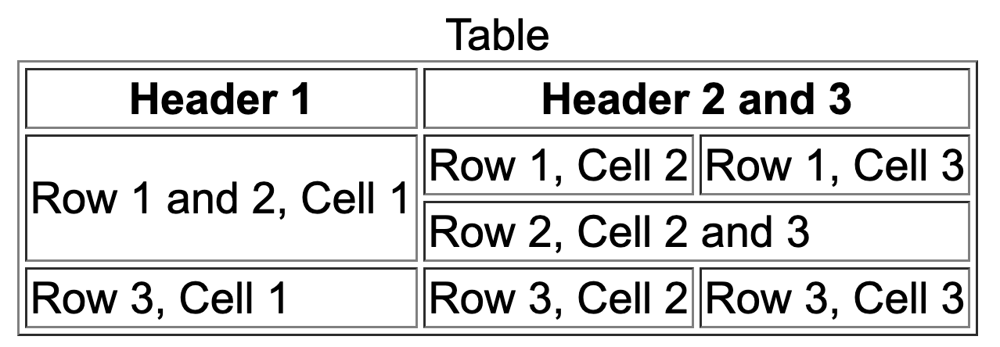 Table
Header 1 Header 2 and 3
Row 1 and 2, Cell 1
Row 1, Cell 2 Row 1, Cell 3
Row 2, Cell 2 and 3
Row 3, Cell 1 Row 3, Cell 2 Row 3, Cell 3